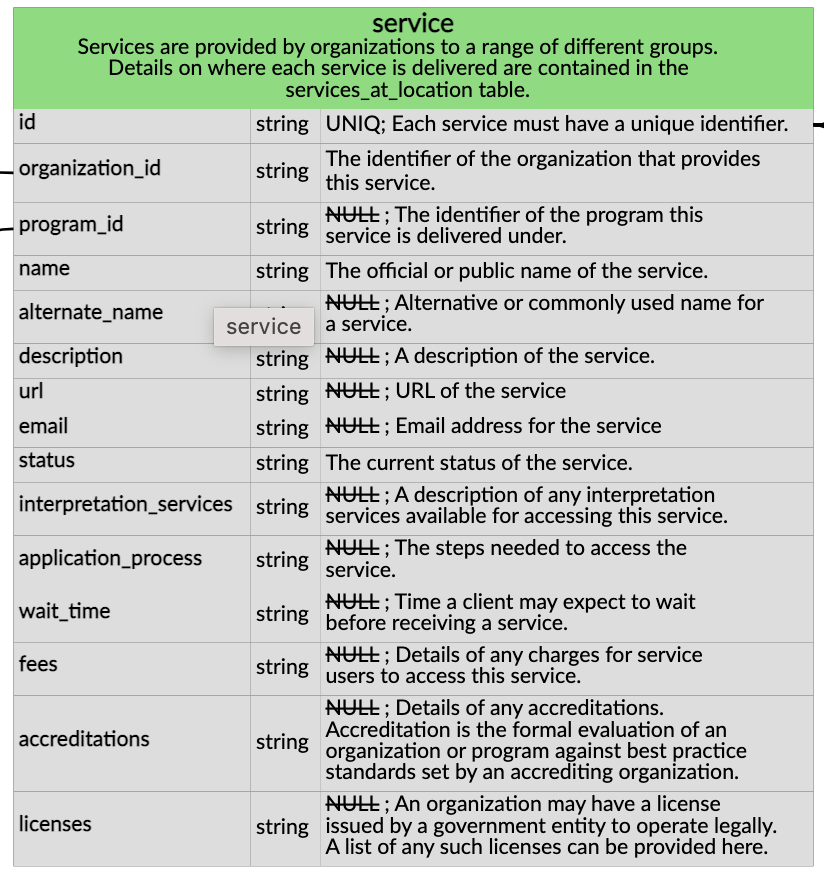 service
Services are provided by organizations to a range of different groups.
Details on where each service is delivered are contained in the
services_at_location table.
id string UNIQ; Each service must have a unique identifier.
organization_id string The identifier of the organization that provides
this service.
program_id string NULL ; The identifier of the program this
service is delivered under.
name string The official or public name of the service.
alternate_name NULL ; Alternative or commonly used name for
a service.
service
description string NULL ; A description of the service.
url string NULL ; URL of the service
email string NULL ; Email address for the service
status string The current status of the service.
interpretation_services string NULL ; A description of any interpretation
services available for accessing this service.
application_process string NULL ; The steps needed to access the
service.
wait_time string NULL ; Time a client may expect to wait
before receiving a service.
fees string NULL ; Details of any charges for service
users to access this service.
accreditations string NULL ; Details of any accreditations.
Accreditation is the formal evaluation of an
organization or program against best practice
standards set by an accrediting organization.
licenses string NULL ; An organization may have a license
issued by a government entity to operate legally.
A list of any such licenses can be provided here.